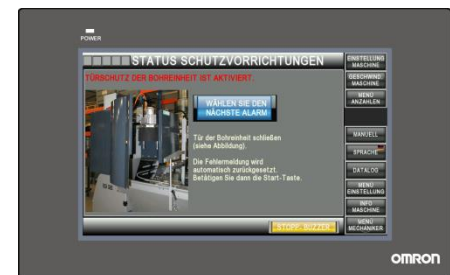 POWER
STATUS SCHUTZVORRICHTUNGEN
TÜRSCHUTZ DER BOHREINHEIT IST AKTIVIERT.
WÄHLEN SIE DEN
NÄCHSTE ALARM
Tür der Bohreinheit schließen
(siehe Abbildung).
Die Fehlermeldung wird
automatisch zurückgesetzt.
Betätigen Sie dann die Start-Taste.
STOPP BUZZER
EINSTELLUNG
MASCHINE
GESCHWIND.
MASCHINE
MENÜ
ANZAHLEN
MANUELL
SPRACHE
DATALOG
MENÜ
EINSTELLUNG
INFO
MASCHINE
MENÜ
MECHANIKER
OMRON